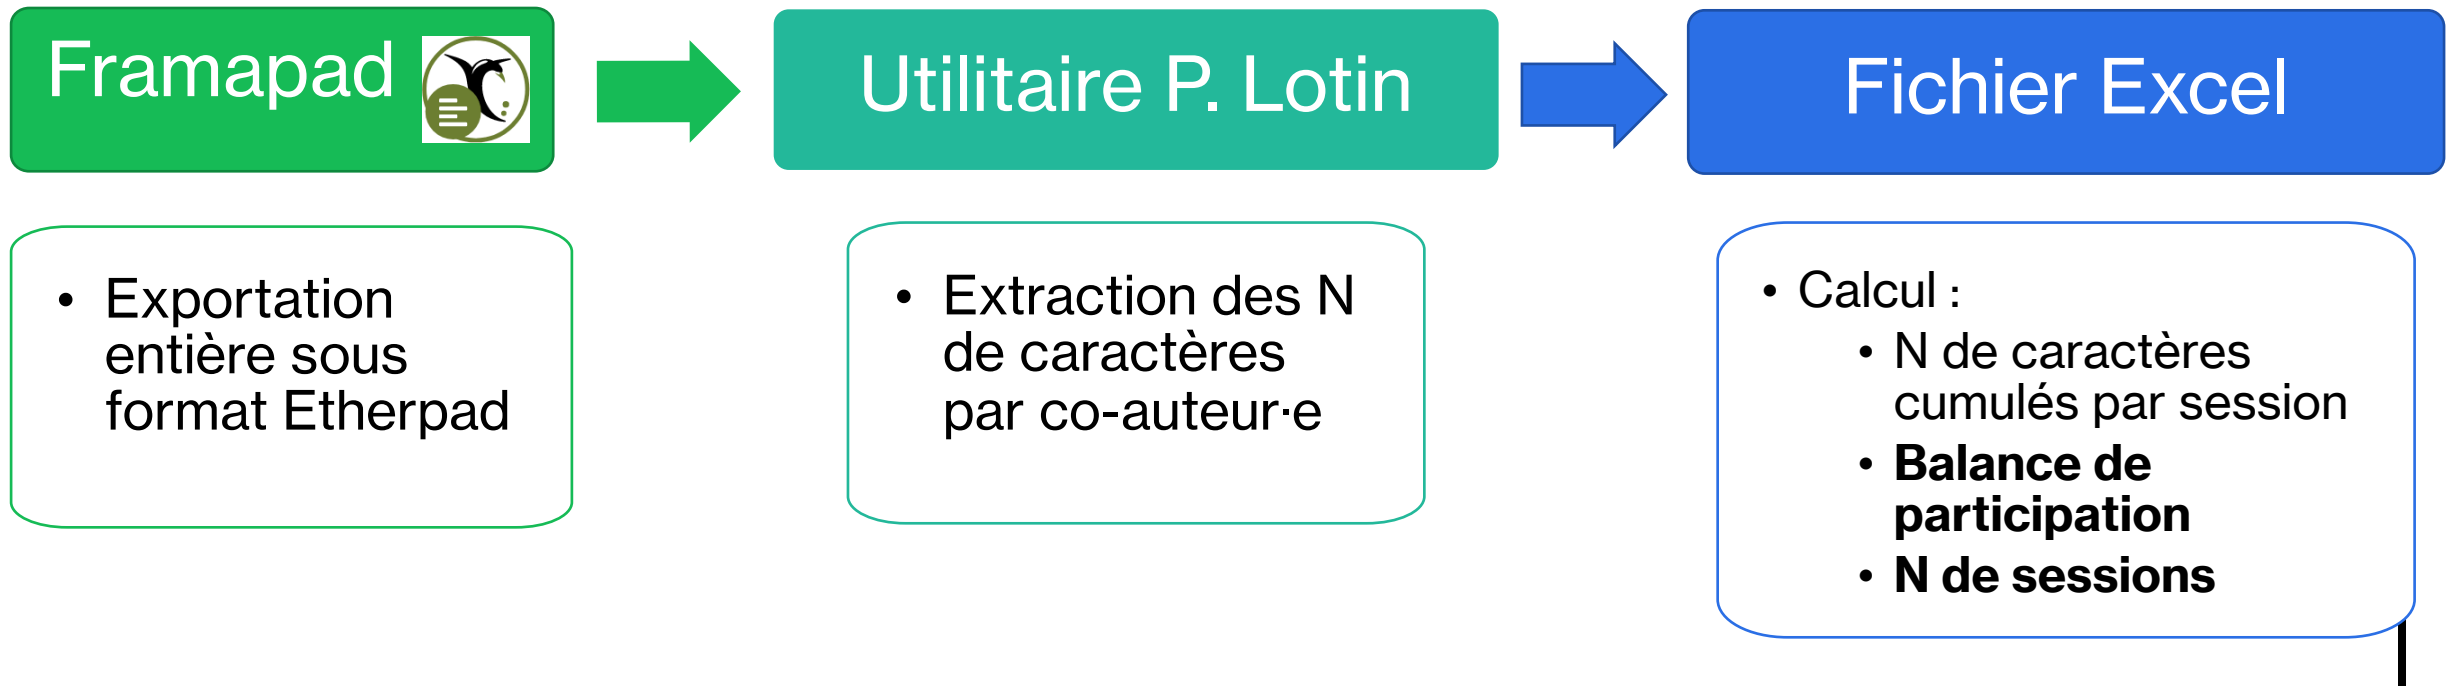 Framapad
Utilitaire P. Lotin
Fichier Excel
• Exportation
entière sous
format Etherpad
• Extraction des N
de caractères
par co-auteur·e
• Calcul :
• N de caractères
cumulés par session
• Balance de
participation
• N de sessions